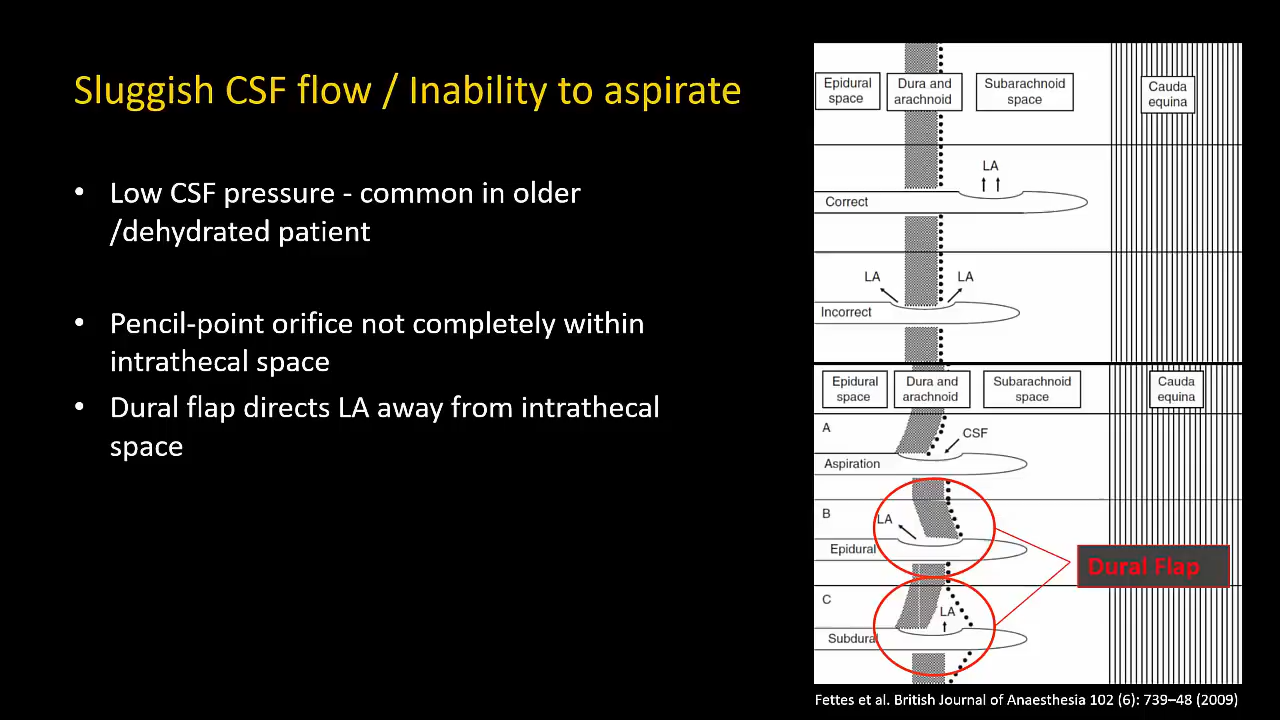 Sluggish CSF flow / Inability to aspirate
• Low CSF pressure - common in older
/dehydrated patient
• Pencil-point orifice not completely within
intrathecal space
• Dural flap directs LA away from intrathecal
space
Epidural
space
Dura and
arachnoid
Subarachnoid
space
Cauda
equina
LA
Correct
LA
LA
Incorrect
Epidural
space
Dura and
arachnoid
Subarachnoid
space
Cauda
equina
A
CSF
Aspiration
B
LA
Epidural
Dural Flap
C
LA
Subdural
Fettes et al. British Journal of Anaesthesia 102 (6): 739–48 (2009)